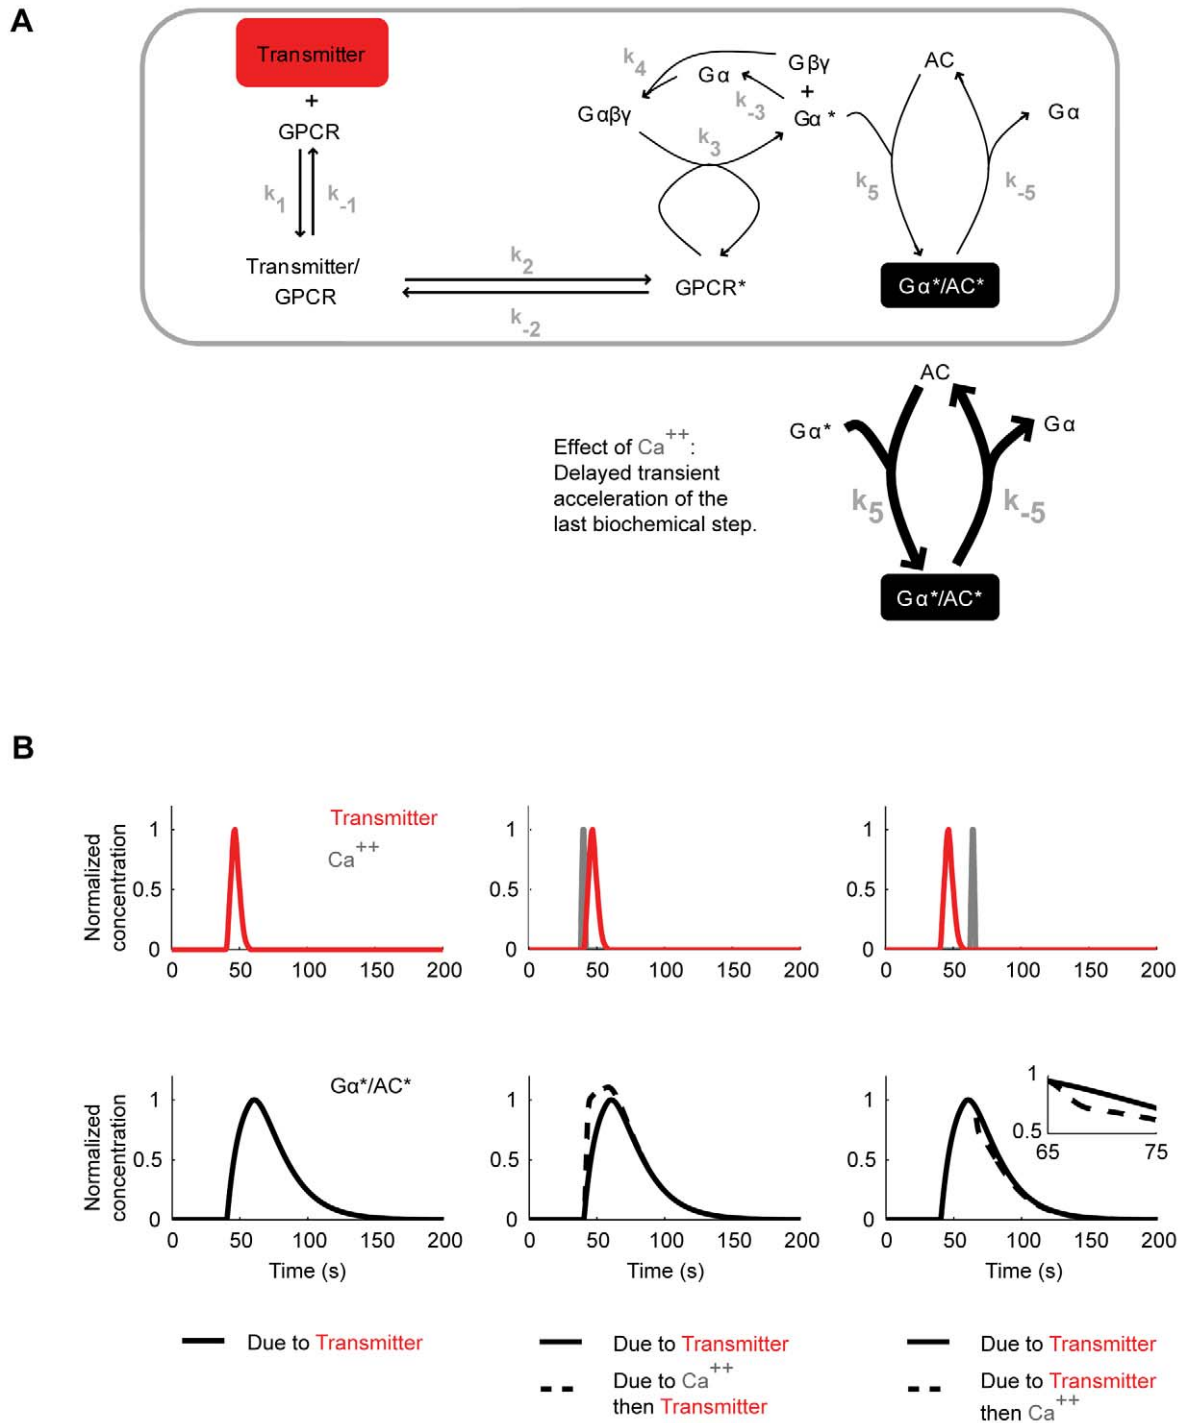 A
Transmitter
+
GPCR
k1 k-1
Transmitter/
GPCR
k2
k-2
k4
Gα
Gβγ
+
k-3
Gαβγ
Gα*
k3
GPCR*
AC
Gα
k5
k-5
Gα*/AC*
AC
Gα*
Gα
Effect of Ca++:
Delayed transient
acceleration of the
last biochemical step.
k5
k-5
Gα*/AC*
B
Normalized
concentration
1
0.5
0
0 50 100 150 200
Transmitter
Ca++
1
0.5
0
0 50 100 150 200
1
0.5
0
0 50 100 150 200
Normalized
concentration
1
0.5
0
0 50 100 150 200
Time (s)
Gα*/AC*
1
0.5
0
0 50 100 150 200
Time (s)
1
0.5
0
0 50 100 150 200
Time (s)
1
0.5
65 75
Due to Transmitter
Due to Transmitter
Due to Ca++
then Transmitter
Due to Transmitter
Due to Transmitter
then Ca++